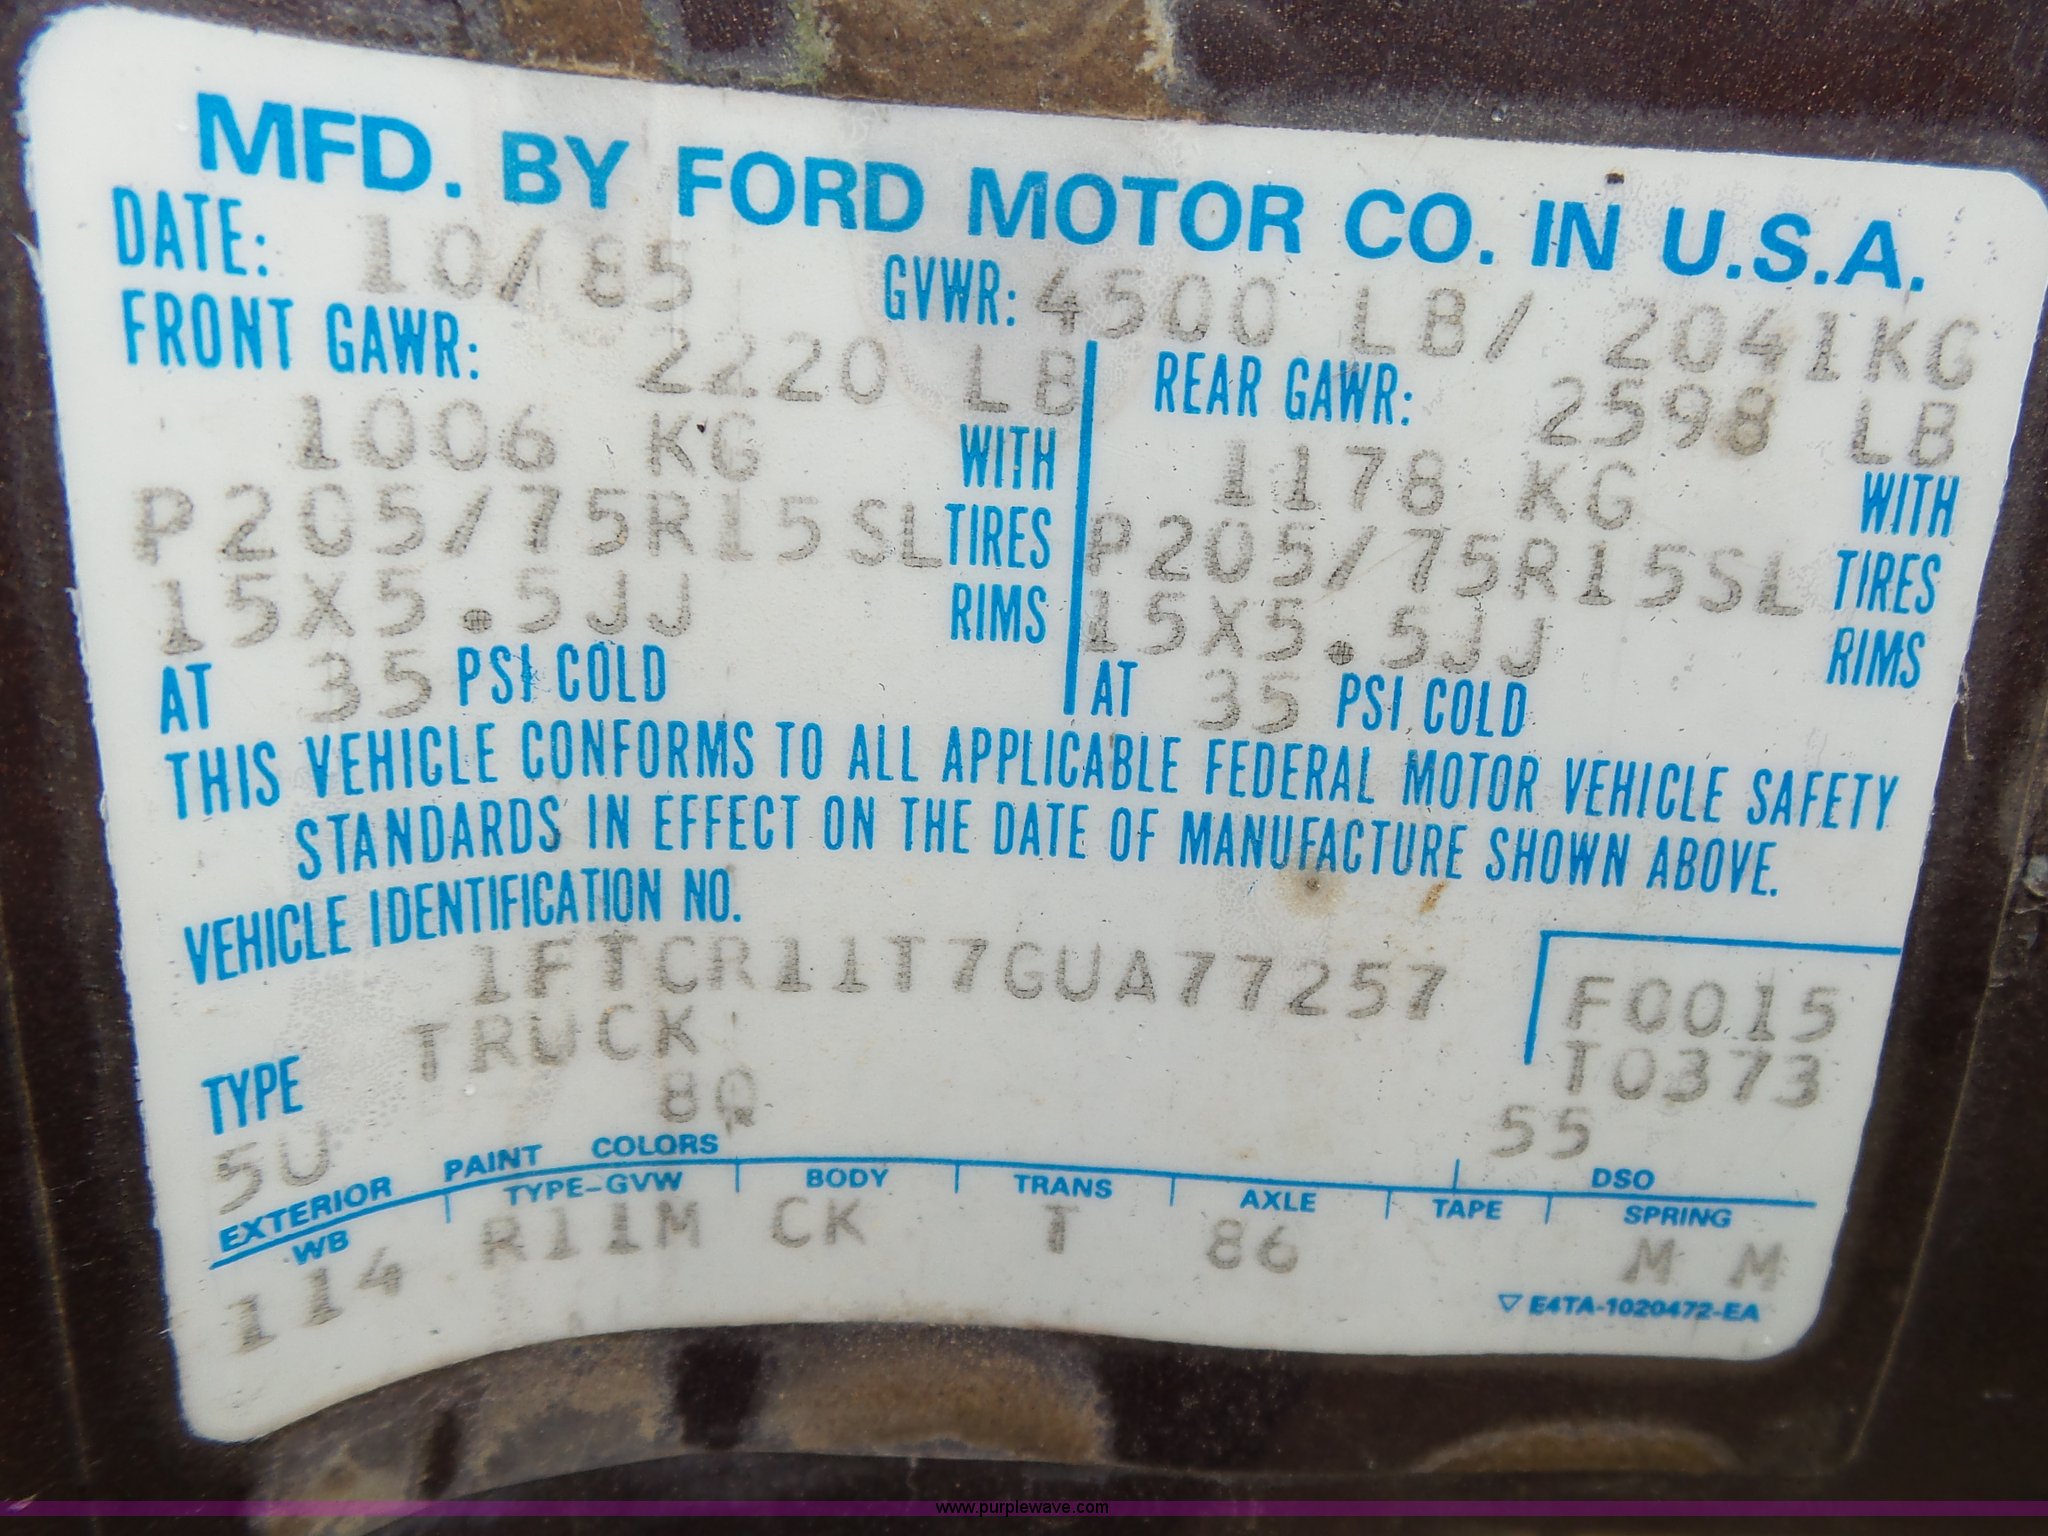 MFD. BY FORD MOTOR CO. IN U.S.A.
DATE: 10/85 GVWR: 4500 LB/ 2041KG
FRONT GAWR: 2220 LB
1006 KG WITH
P205/75R15SL TIRES
15X5.5JJ RIMS
AT 35 PSI COLD
REAR GAWR: 2598 LB
1178 KG WITH
P205/75R15SL TIRES
15X5.5JJ RIMS
AT 35 PSI COLD
THIS VEHICLE CONFORMS TO ALL APPLICABLE FEDERAL MOTOR VEHICLE SAFETY
STANDARDS IN EFFECT ON THE DATE OF MANUFACTURE SHOWN ABOVE.
VEHICLE IDENTIFICATION NO.
1FTCR11T7GUA77257
F0015
TYPE TRUCK
T0373
5U 8Q 55
EXTERIOR PAINT COLORS DSO
WB TYPE-GVW BODY TRANS AXLE TAPE SPRING
114 R11M CK T 86 M M
▽ E4TA-1020472-EA
www.purplewave.com